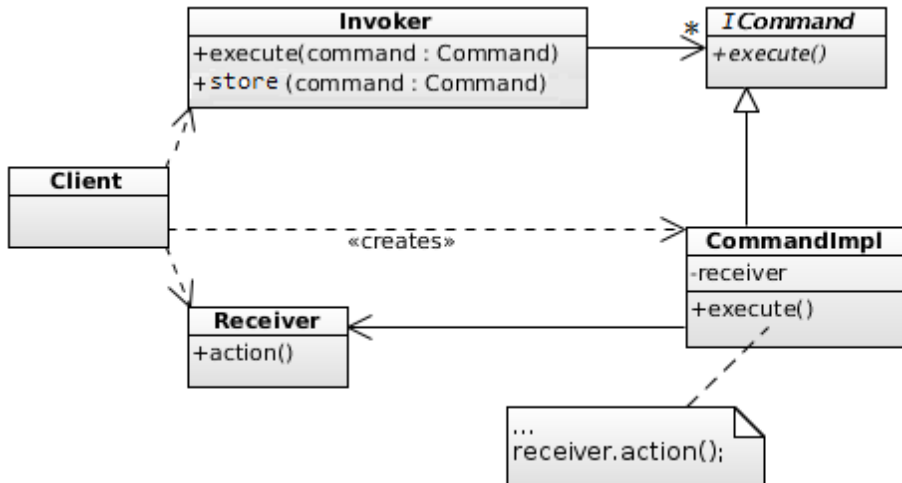 Invoker
+execute(command : Command)
+store (command : Command)
*
ICommand
+execute()
Client
«creates»
CommandImpl
-receiver
+execute()
Receiver
+action()
...
receiver.action();